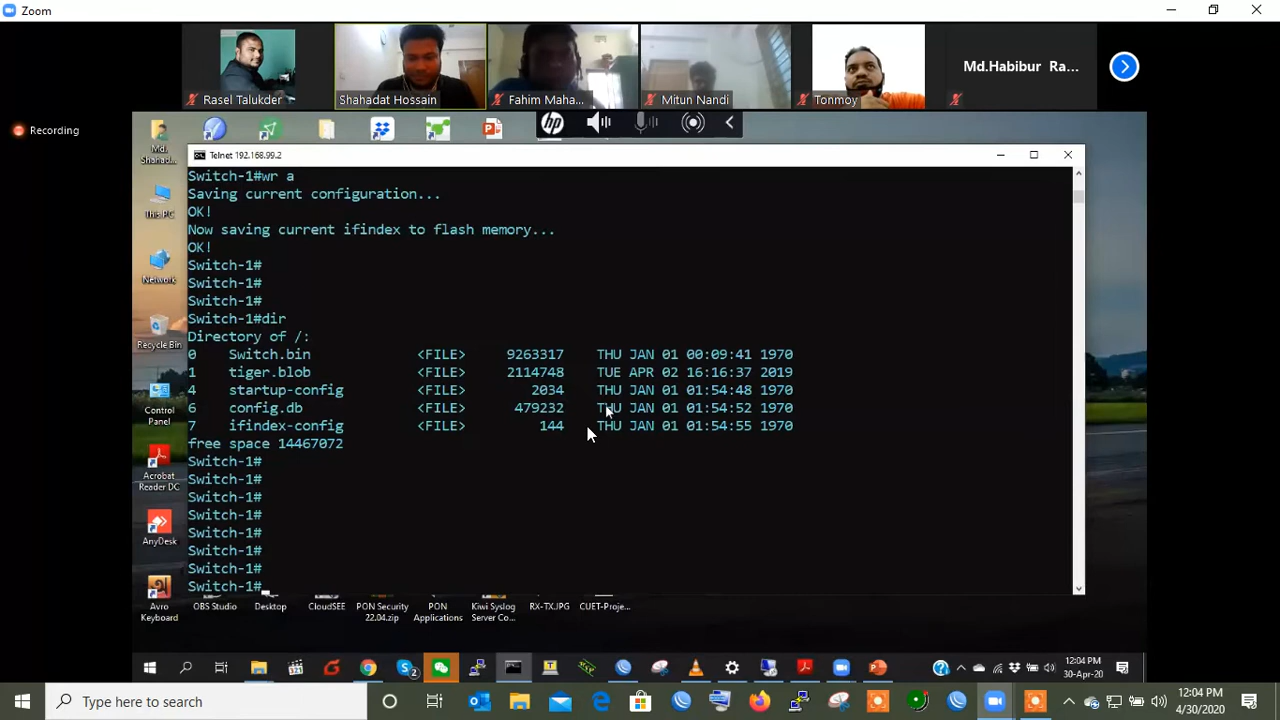 Zoom
Rasel Talukder
Shahadat Hossain
Fahim Maha...
Mitun Nandi
Tonmoy
Md.Habibur Ra...
Recording
Md. Shahad...
This PC
Network
Recycle Bin
Control Panel
Acrobat Reader DC
AnyDesk
Avro Keyboard
hp
Telnet 192.168.99.2
Switch-1#wr a
Saving current configuration...
OK!
Now saving current ifindex to flash memory...
OK!
Switch-1#
Switch-1#
Switch-1#
Switch-1#dir
Directory of /:
0 Switch.bin <FILE> 9263317 THU JAN 01 00:09:41 1970
1 tiger.blob <FILE> 2114748 TUE APR 02 16:16:37 2019
4 startup-config <FILE> 2034 THU JAN 01 01:54:48 1970
6 config.db <FILE> 479232 THU JAN 01 01:54:52 1970
7 ifindex-config <FILE> 144 THU JAN 01 01:54:55 1970
free space 14467072
Switch-1#
Switch-1#
Switch-1#
Switch-1#
Switch-1#
Switch-1#
Switch-1#
Switch-1#
OBS Studio
Desktop
CloudSEE
PON Security 22.04.zip
PON Applications
Kiwi Syslog Server Co...
RX-TX.JPG
CUET-Proje...
12:04 PM
30-Apr-20
Type here to search
12:04 PM
4/30/2020